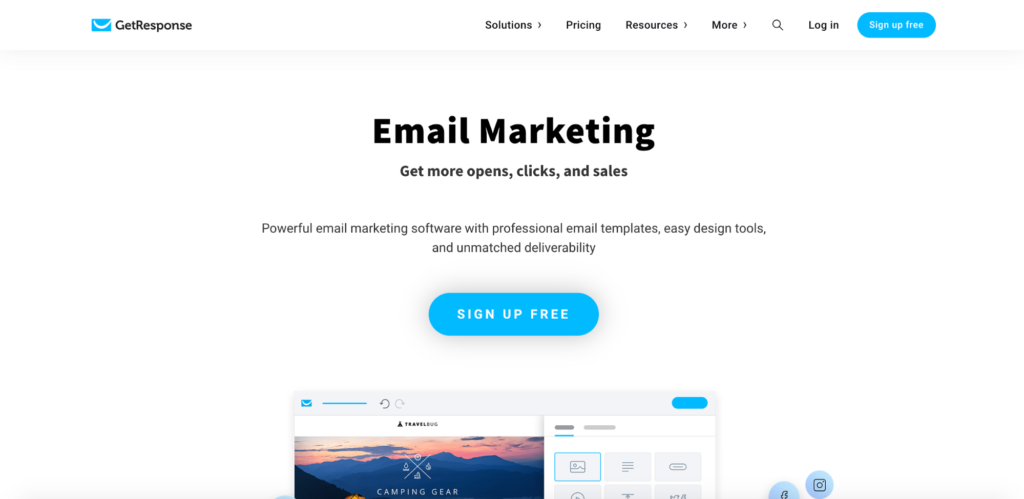 GetResponse
Solutions
Pricing
Resources
More
Log in
Sign up free
Email Marketing
Get more opens, clicks, and sales
Powerful email marketing software with professional email templates, easy design tools,
and unmatched deliverability
SIGN UP FREE
TRAVELBUG
CAMPING GEAR